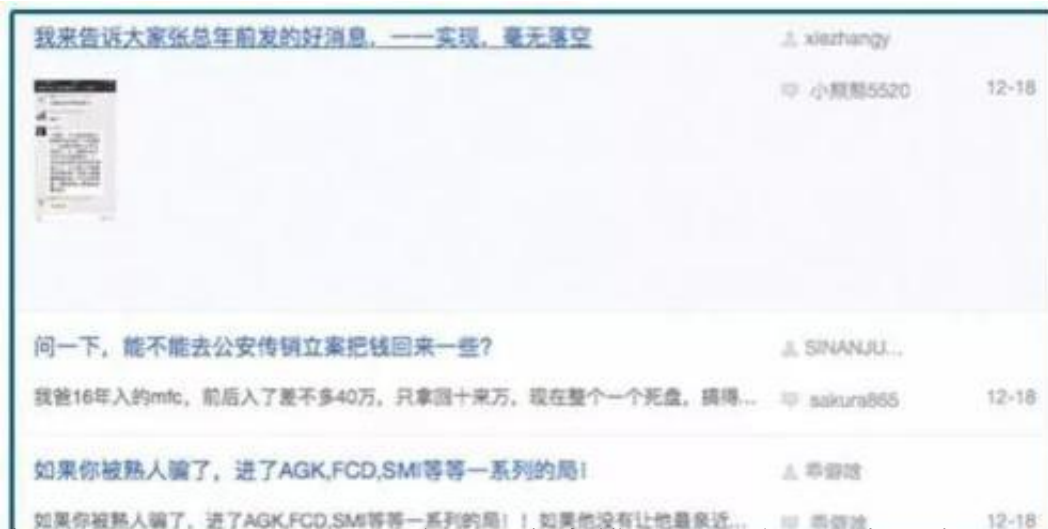 我来告诉大家张总年前发的好消息，一一实现，毫无落空
xiezhangy
小熊熊5520 12-18
问一下，能不能去公安传销立案把钱回来一些？
SINANJU...
我爸16年入的mfc，前后入了差不多40万，只拿回十来万，现在整个一个死盘，搞得...
sakura865 12-18
如果你被熟人骗了，进了AGK,FCD,SMI等等一系列的局！
如果你被熟人骗了，进了AGK,FCD,SMI等等一系列的局！！如果他没有让他最亲近...
12-18